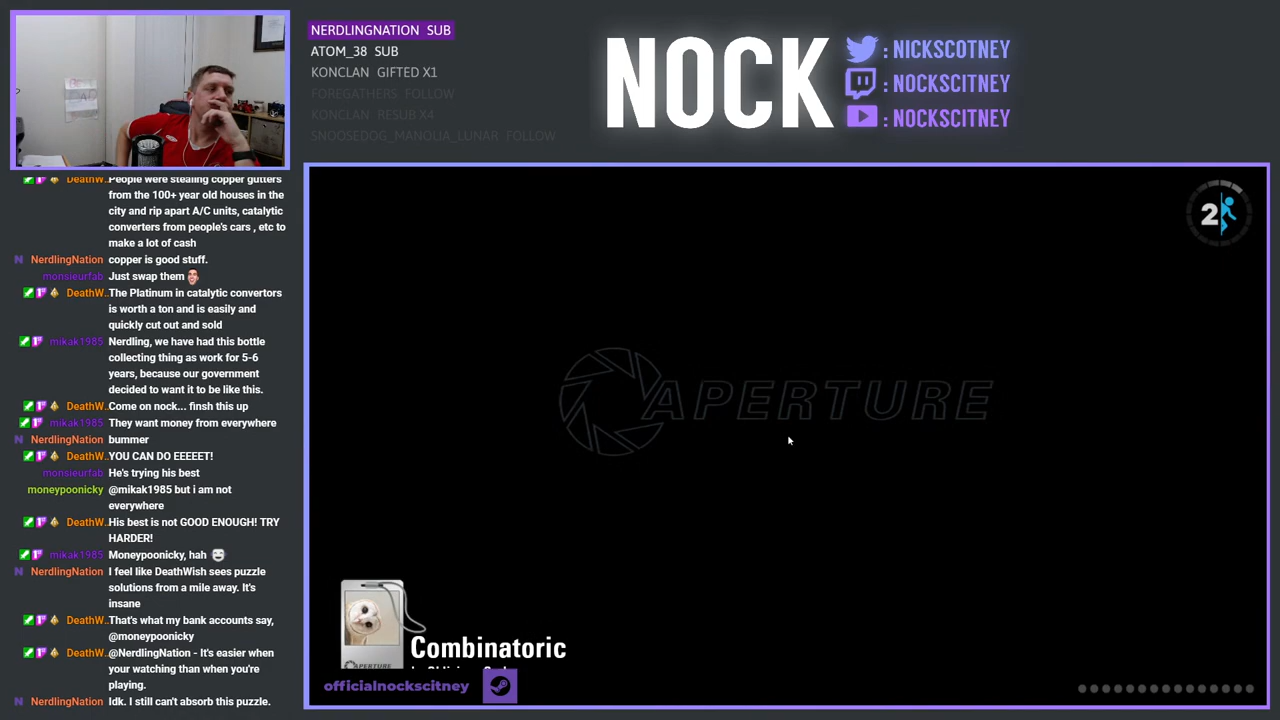 NERDLINGNATION SUB
ATOM_38 SUB
KONCLAN GIFTED X1
FOREGATHERS FOLLOW
KONCLAN RESUB X4
SNOOSEDOG_MANOLIA_LUNAR FOLLOW
NOCK
: NICKSCOTNEY
: NOCKSCITNEY
: NOCKSCITNEY
DeathW.. People were stealing copper gutters
from the 100+ year old houses in the
city and rip apart A/C units, catalytic
converters from people's cars , etc to
make a lot of cash
NerdlingNation copper is good stuff.
monsieurfab Just swap them
DeathW.. The Platinum in catalytic convertors
is worth a ton and is easily and
quickly cut out and sold
mikak1985 Nerdling, we have had this bottle
collecting thing as work for 5-6
years, because our government
decided to want it to be like this.
DeathW.. Come on nock... finsh this up
mikak1985 They want money from everywhere
NerdlingNation bummer
DeathW.. YOU CAN DO EEEEET!
monsieurfab He's trying his best
moneypoonicky @mikak1985 but i am not
everywhere
DeathW.. His best is not GOOD ENOUGH! TRY
HARDER!
mikak1985 Moneypoonicky, hah
NerdlingNation I feel like DeathWish sees puzzle
solutions from a mile away. It's
insane
DeathW.. That's what my bank accounts say,
@moneypoonicky
DeathW.. @NerdlingNation - It's easier when
your watching than when you're
playing.
NerdlingNation Idk. I still can't absorb this puzzle.
2
APERTURE
APERTURE
Combinatoric
officialnockscitney